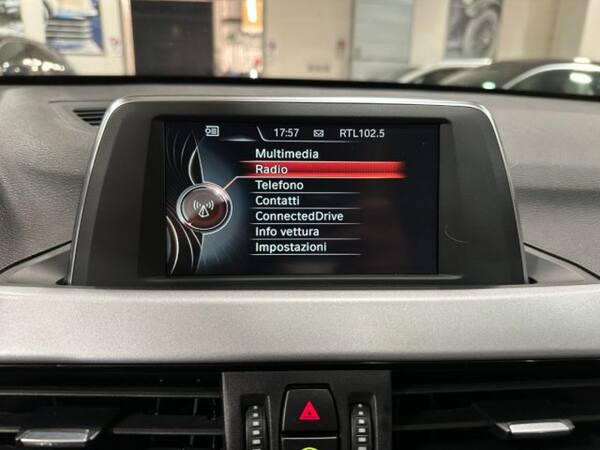 17:57 RTL102.5
Multimedia
Radio
Telefono
Contatti
ConnectedDrive
Info vettura
Impostazioni